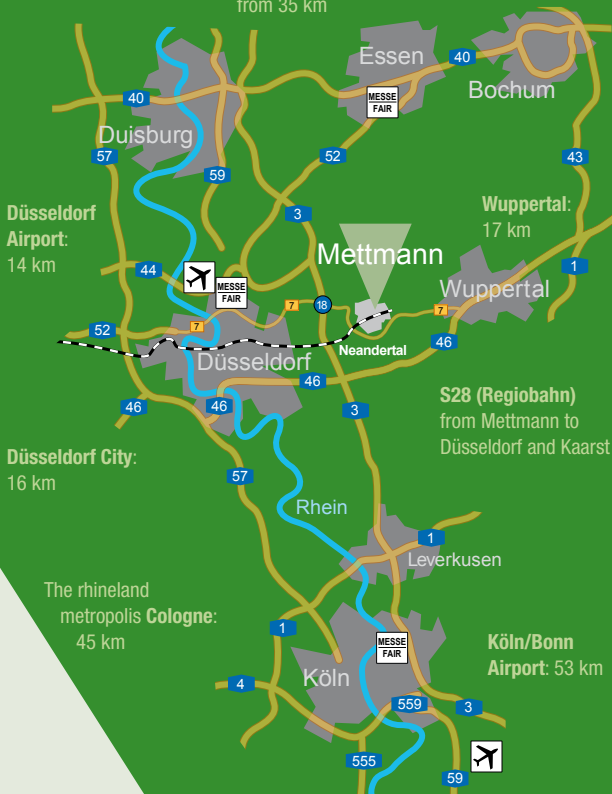 from 35 km
Essen
40
Bochum
MESSE
FAIR
40
Duisburg
57
52
43
59
Düsseldorf
Airport:
14 km
3
Wuppertal:
17 km
Mettmann
44
1
MESSE
FAIR
Wuppertal
7
18
7
7
52
Neandertal
46
Düsseldorf
46
S28 (Regiobahn)
from Mettmann to
Düsseldorf and Kaarst
46
46
3
Düsseldorf City:
16 km
57
Rhein
1
Leverkusen
The rhineland
metropolis Cologne:
45 km
1
MESSE
FAIR
Köln/Bonn
Airport: 53 km
Köln
4
559
3
555
59